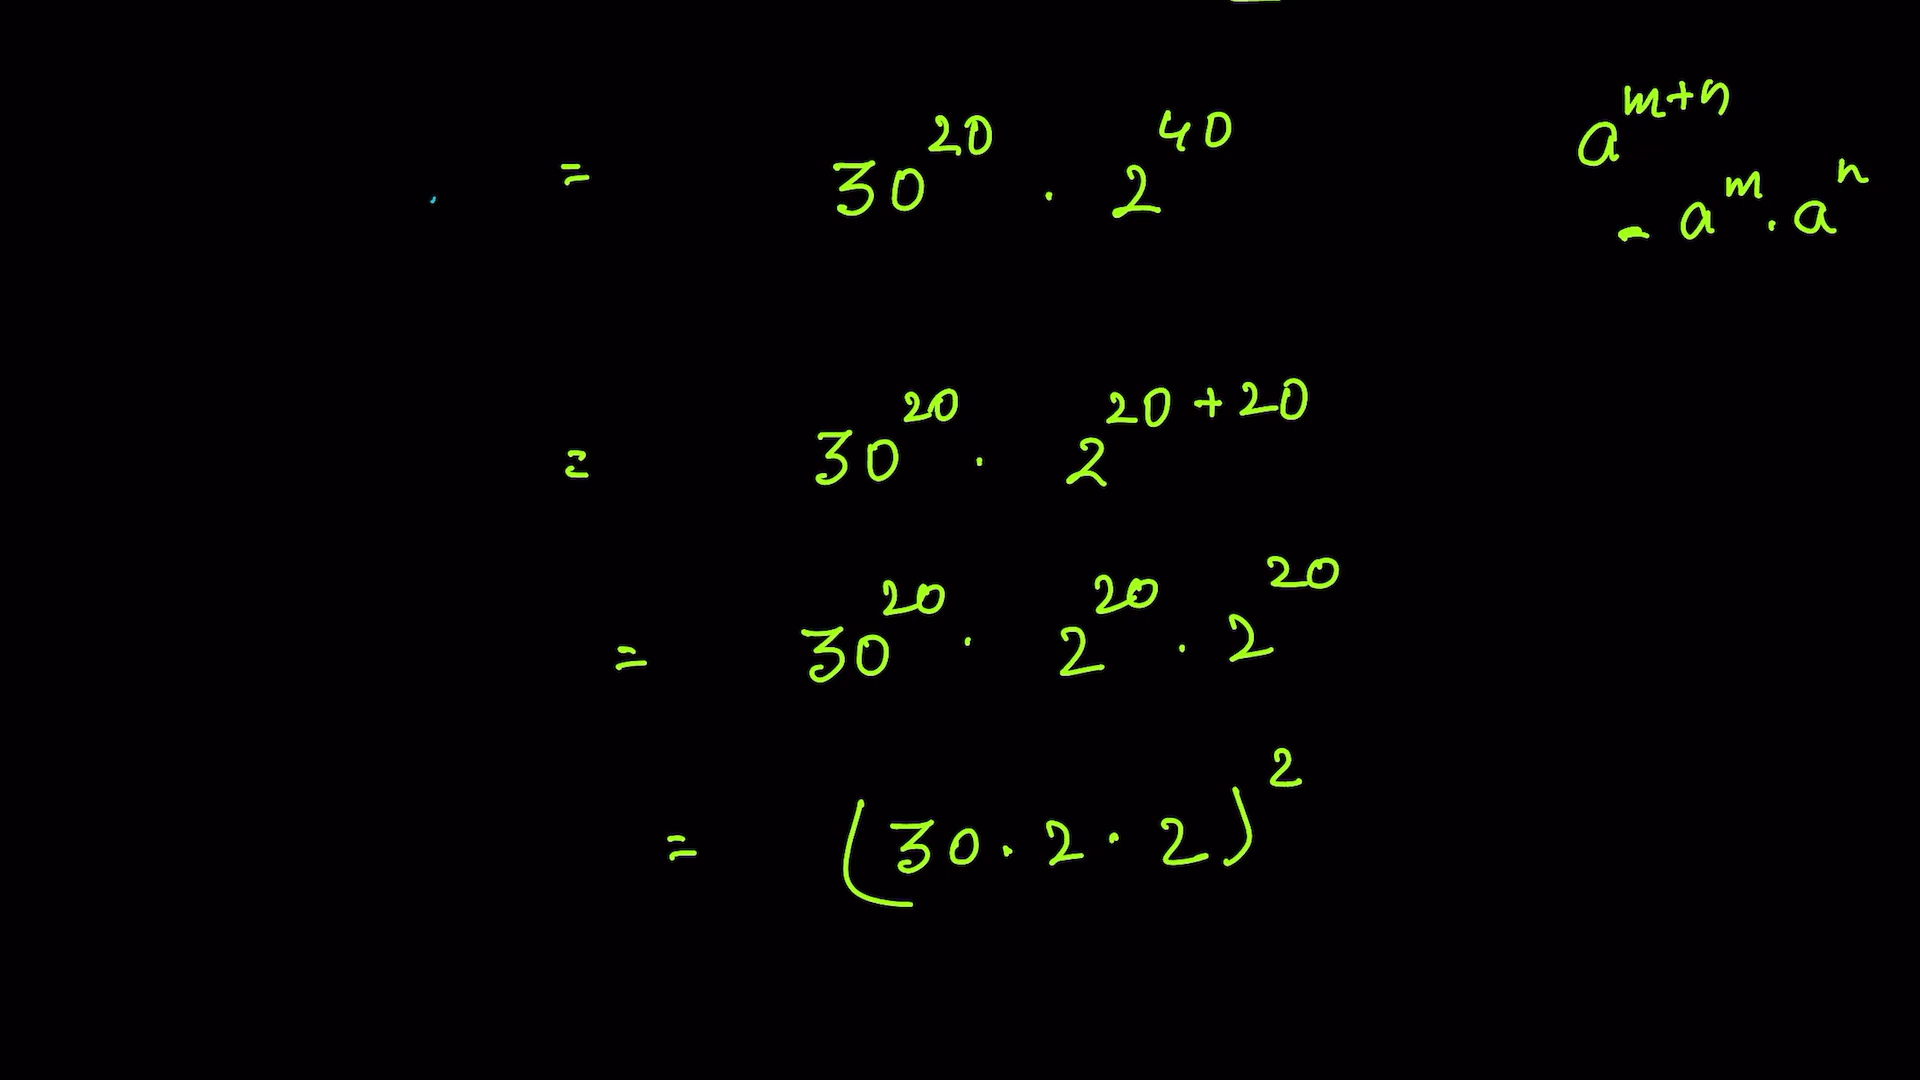 = 30^20 . 2^40
a^m+n
- a^m . a^n
= 30^20 . 2^20+20
= 30^20 . 2^20 . 2^20
= (30.2.2)^2